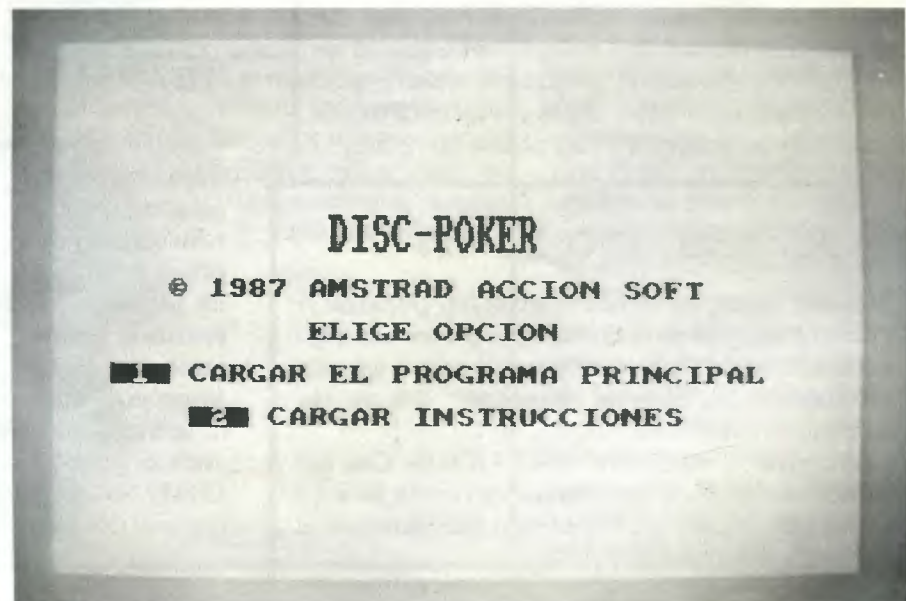 DISC-POKER
© 1987 AMSTRAD ACCION SOFT
ELIGE OPCION
1 CARGAR EL PROGRAMA PRINCIPAL
2 CARGAR INSTRUCCIONES